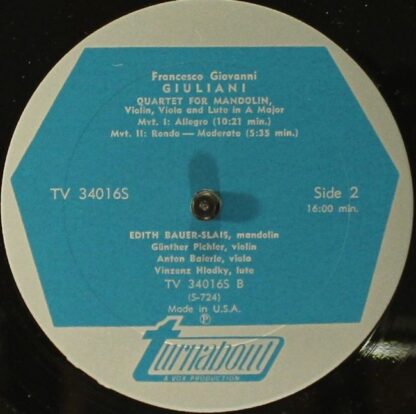 Francesco Giovanni
GIULIANI
QUARTET FOR MANDOLIN,
Violin, Viola and Lute in A Major
Mvt. I: Allegro (10:21 min.)
Mvt. II: Rondo — Moderato (5:35 min.)
TV 34016S
Side 2
16:00 min.
EDITH BAUER-SLAIS, mandolin
Günther Pichler, violin
Anton Baierle, viola
Vinzenz Hladky, lute
TV 34016S B
(S-724)
Made in U.S.A.
Ⓟ
turnabout
A VOX PRODUCTION